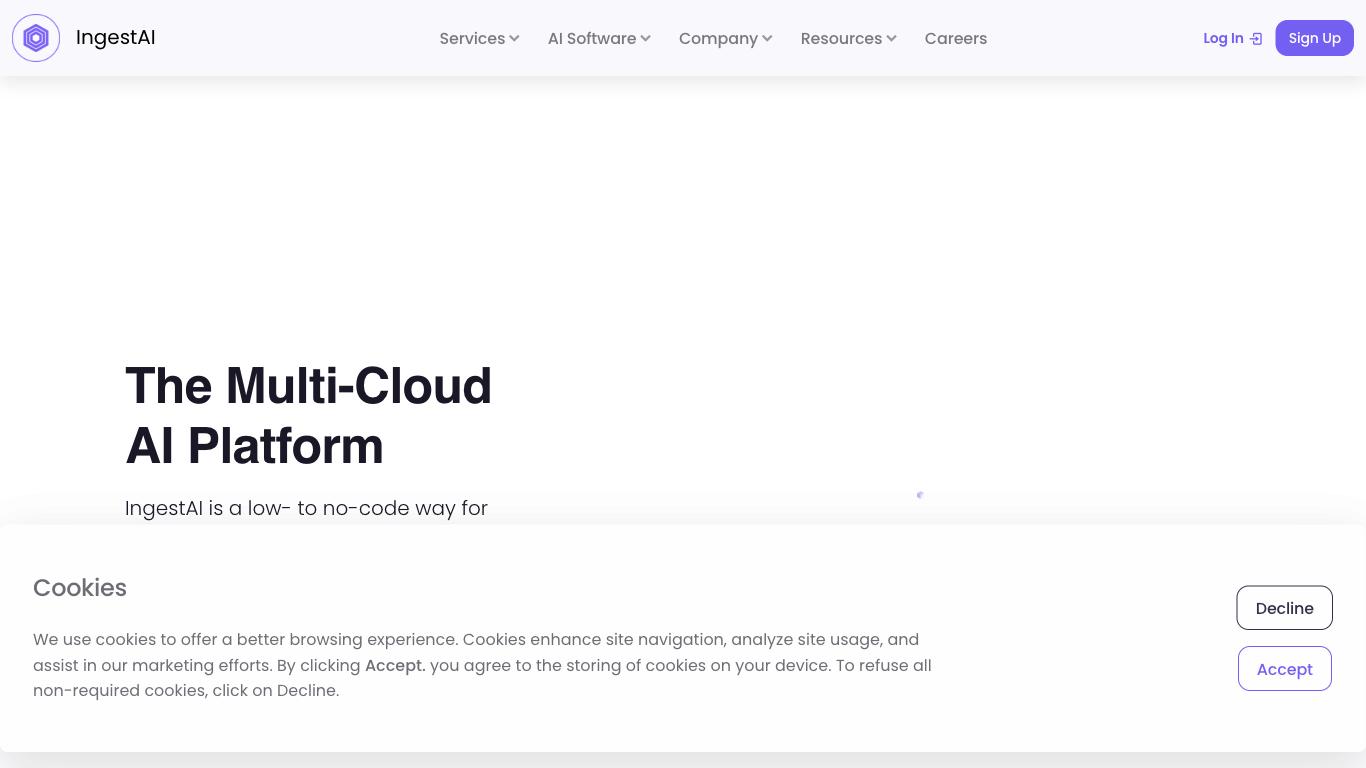 IngestAI
Services
AI Software
Company
Resources
Careers
Log In
Sign Up
The Multi-Cloud
AI Platform
IngestAI is a low- to no-code way for
Cookies
We use cookies to offer a better browsing experience. Cookies enhance site navigation, analyze site usage, and
assist in our marketing efforts. By clicking Accept. you agree to the storing of cookies on your device. To refuse all
non-required cookies, click on Decline.
Decline
Accept